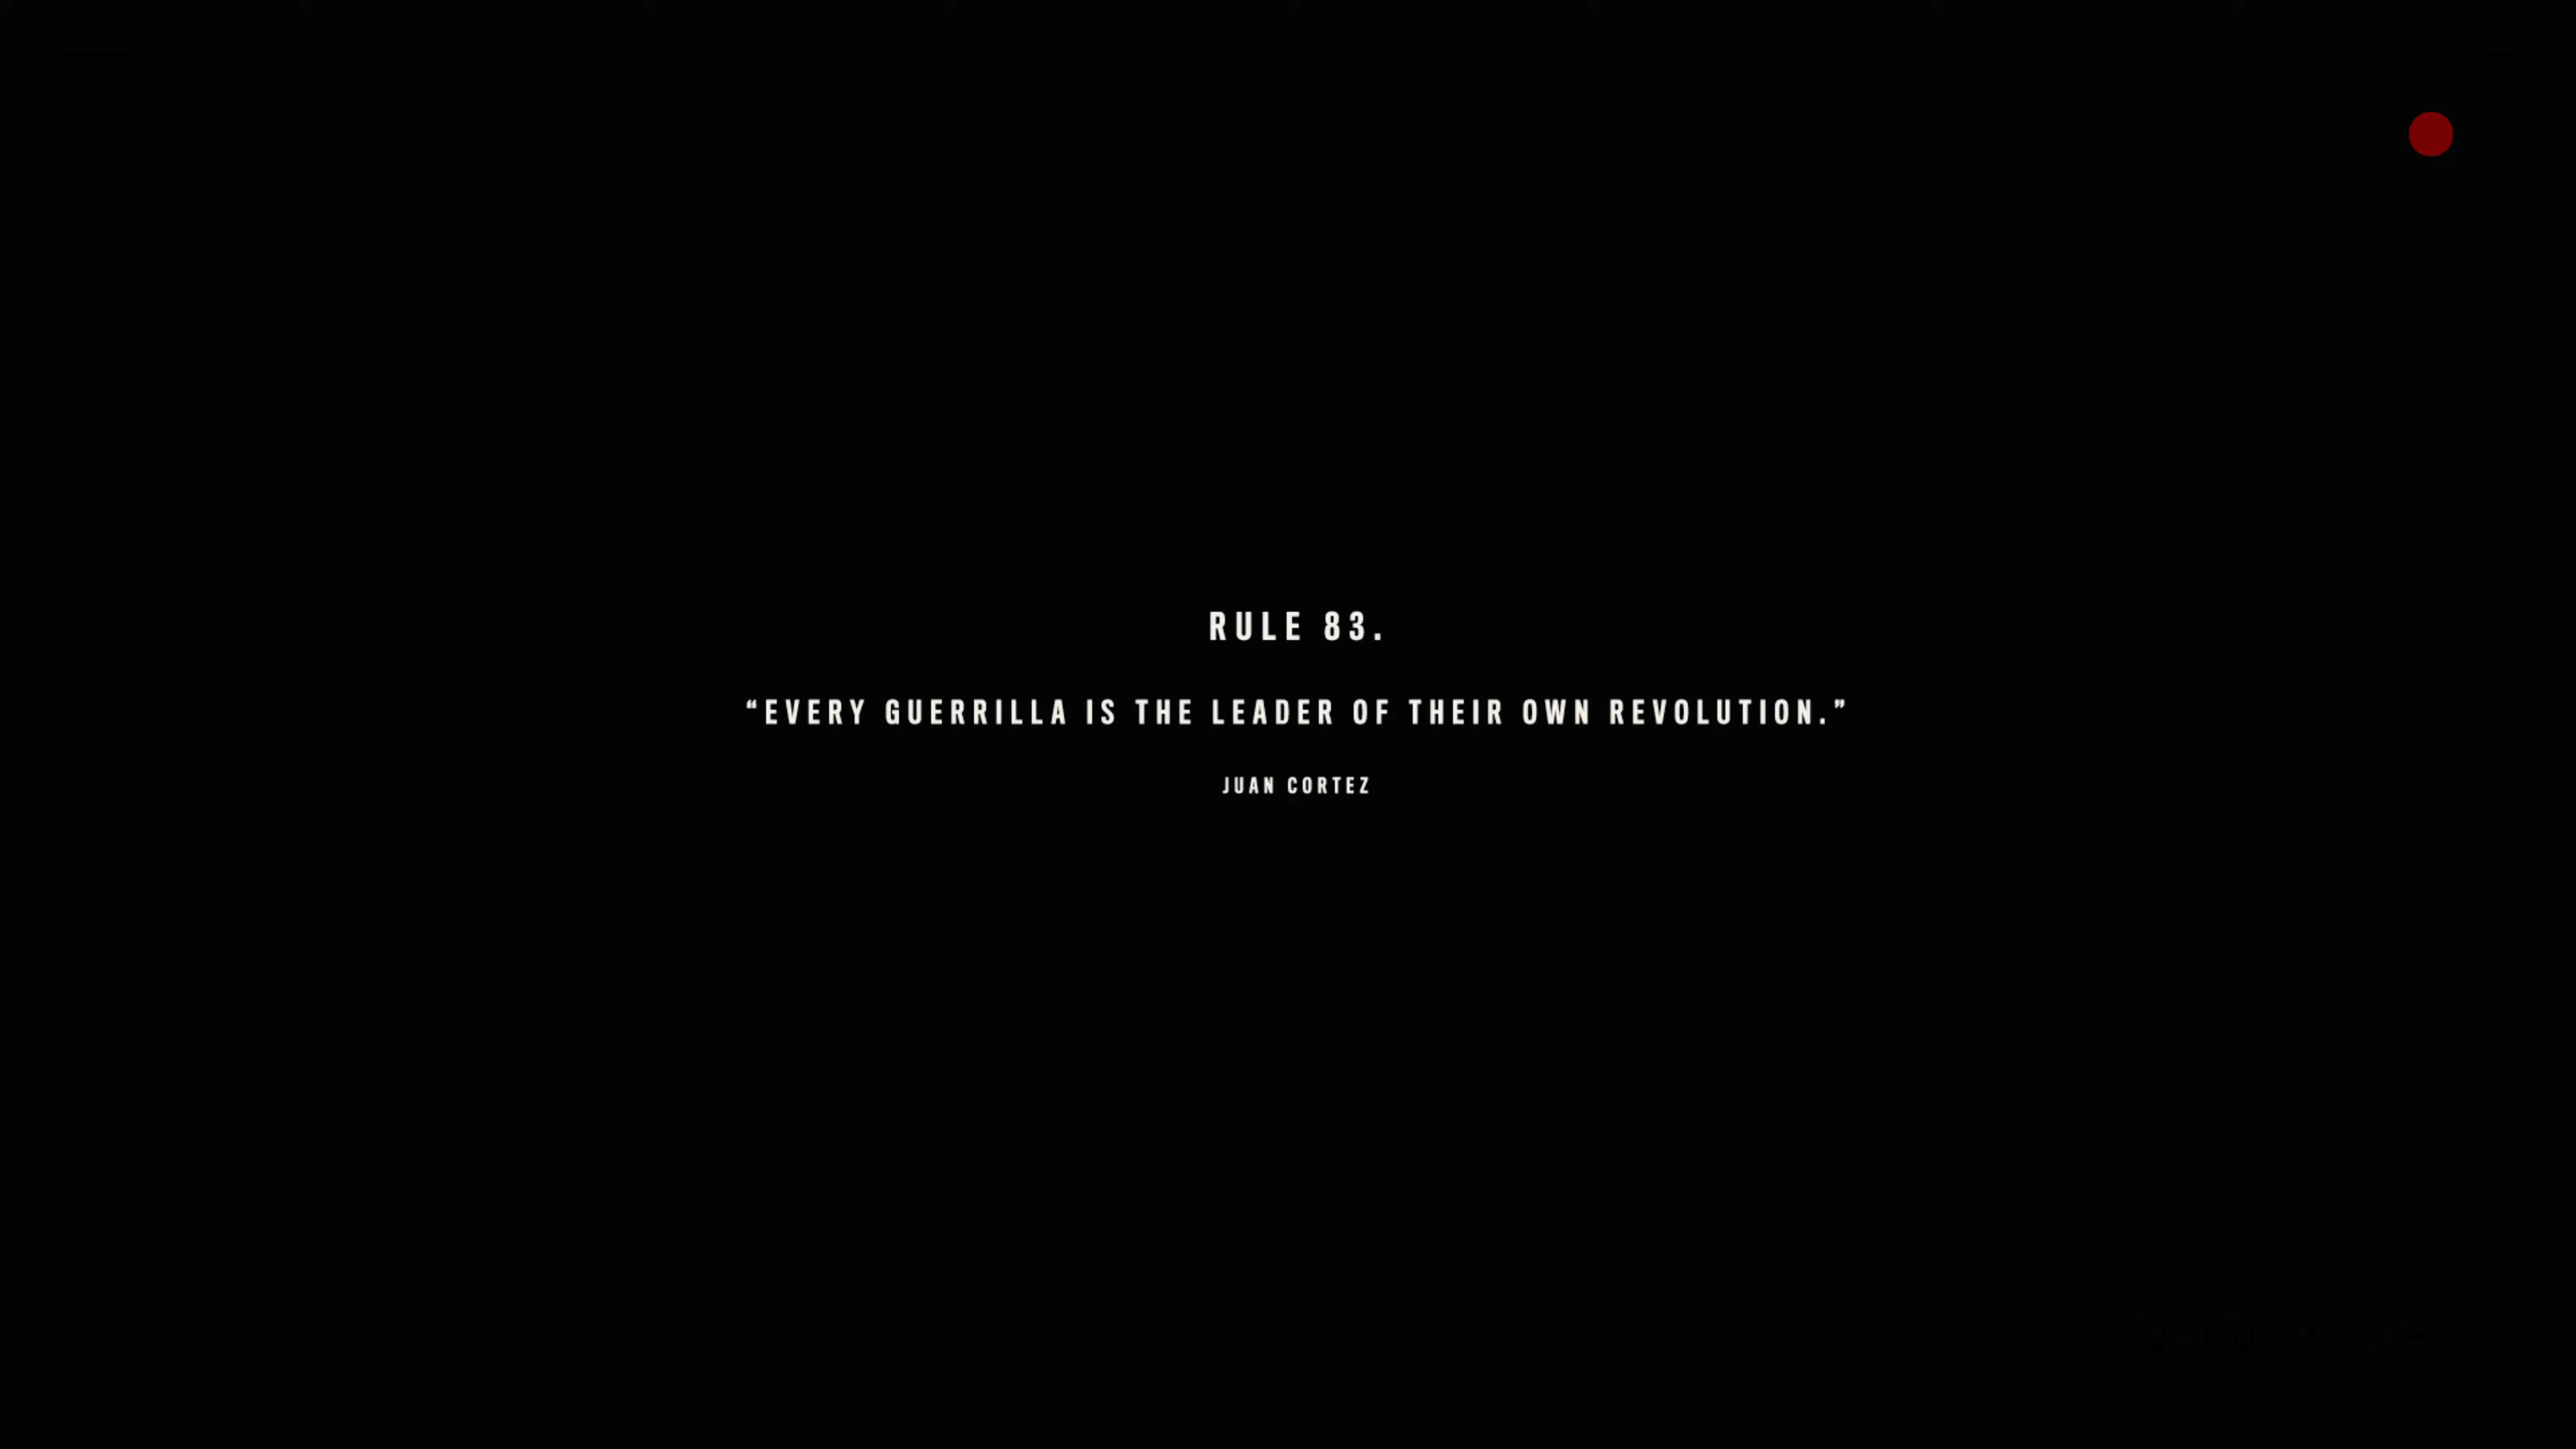 RULE 83.
“EVERY GUERRILLA IS THE LEADER OF THEIR OWN REVOLUTION.”
JUAN CORTEZ